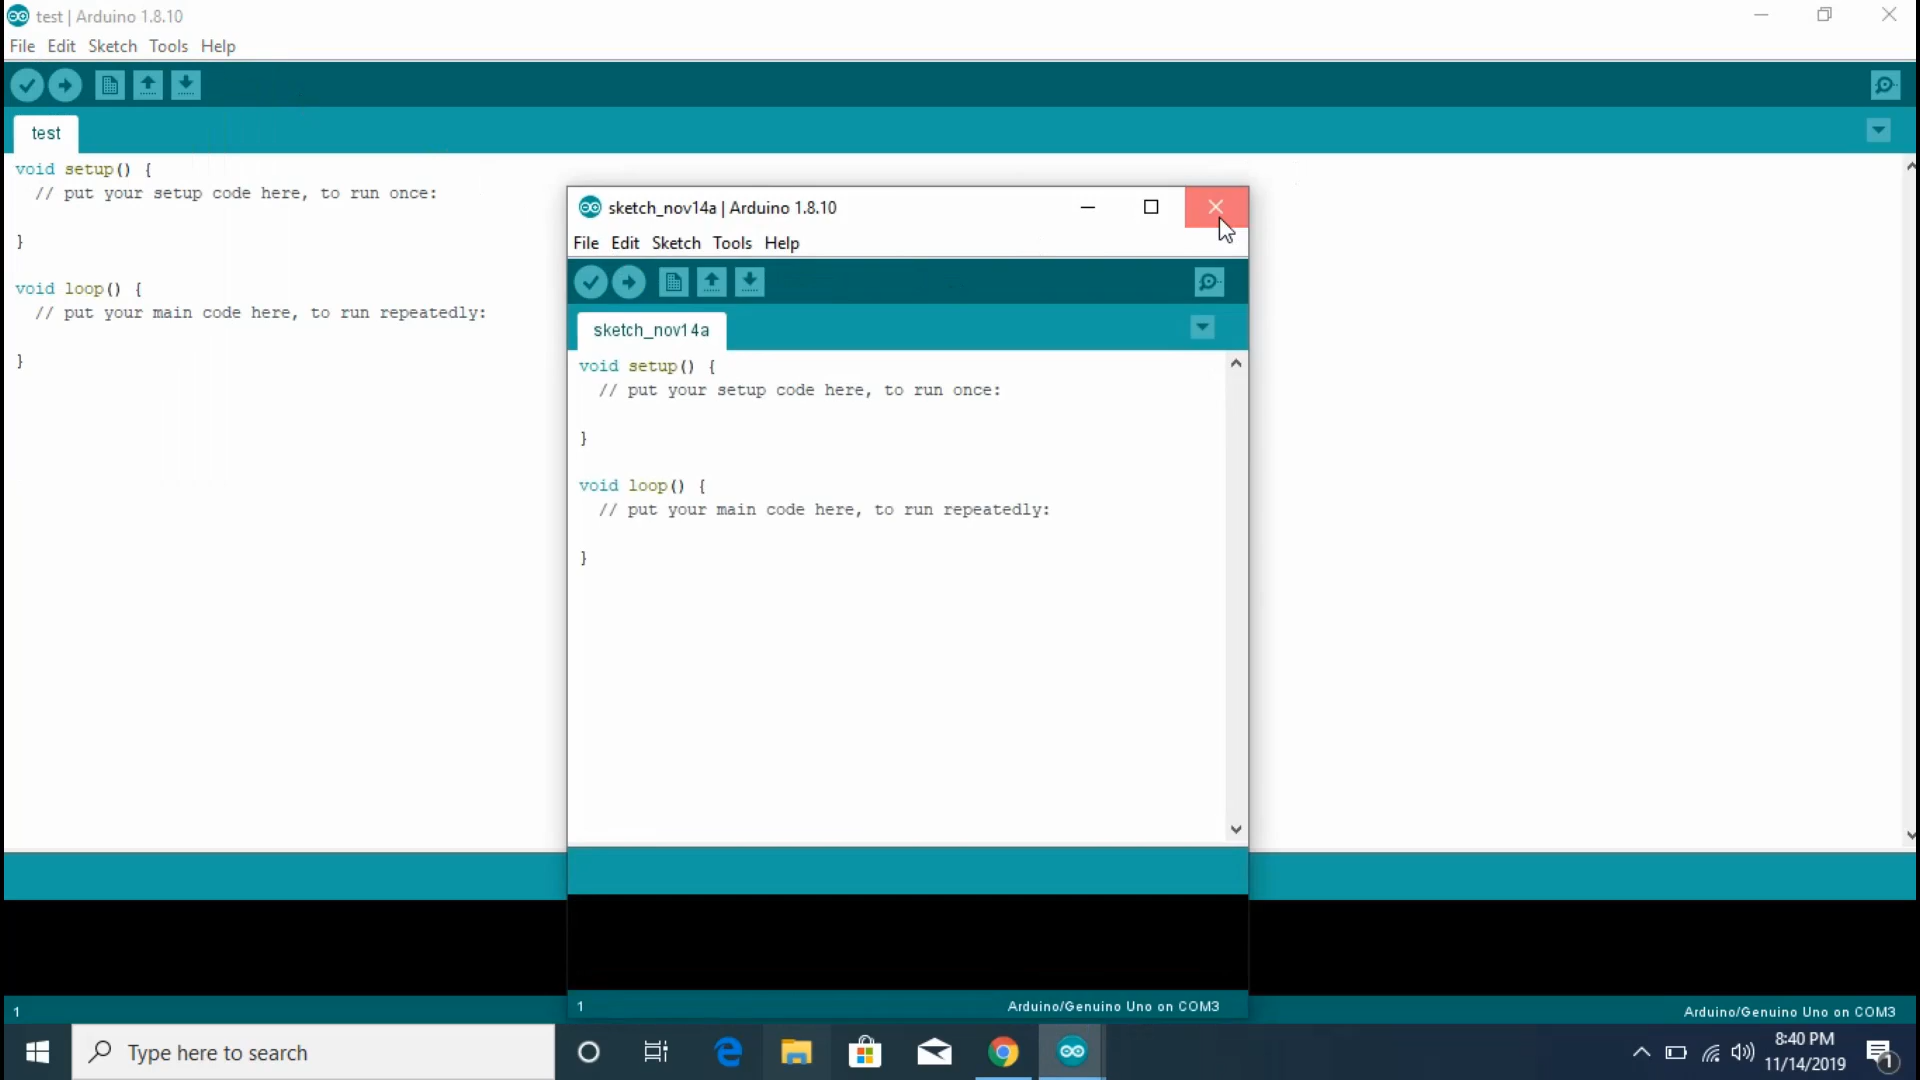 test | Arduino 1.8.10
File Edit Sketch Tools Help
test
void setup() {
// put your setup code here, to run once:
}
void loop() {
// put your main code here, to run repeatedly:
}
sketch_nov14a | Arduino 1.8.10
File Edit Sketch Tools Help
sketch_nov14a
void setup() {
// put your setup code here, to run once:
}
void loop() {
// put your main code here, to run repeatedly:
}
1
Arduino/Genuino Uno on COM3
1
Arduino/Genuino Uno on COM3
Type here to search
8:40 PM
11/14/2019
1